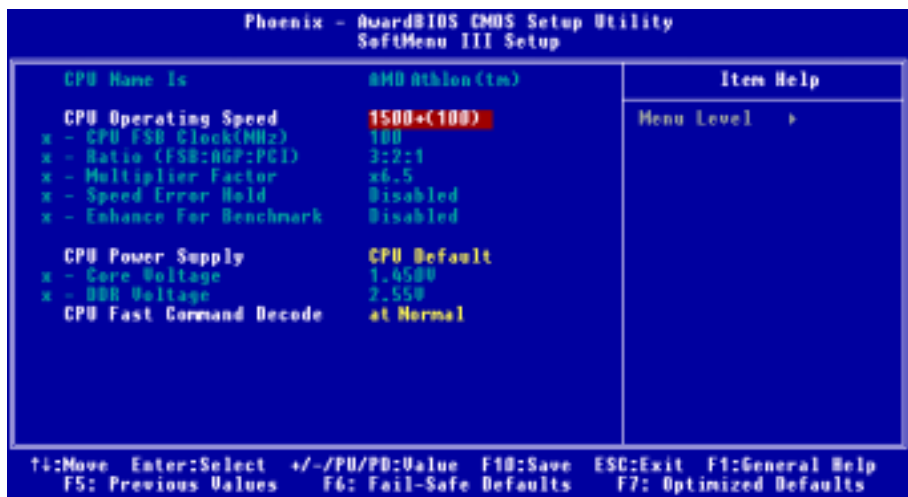 Phoenix - AwardBIOS CMOS Setup Utility
SoftMenu III Setup
CPU Name Is AMD Athlon(tm)
Item Help
CPU Operating Speed 1500+(100)
Menu Level ▸
x - CPU FSB Clock(MHz) 100
x - Ratio (FSB:AGP:PCI) 3:2:1
x - Multiplier Factor x6.5
x - Speed Error Hold Disabled
x - Enhance For Benchmark Disabled
CPU Power Supply CPU Default
x - Core Voltage 1.450V
x - DDR Voltage 2.55V
CPU Fast Command Decode at Normal
↑↓:Move Enter:Select +/-/PU/PD:Value F10:Save ESC:Exit F1:General Help
F5: Previous Values F6: Fail-Safe Defaults F7: Optimized Defaults